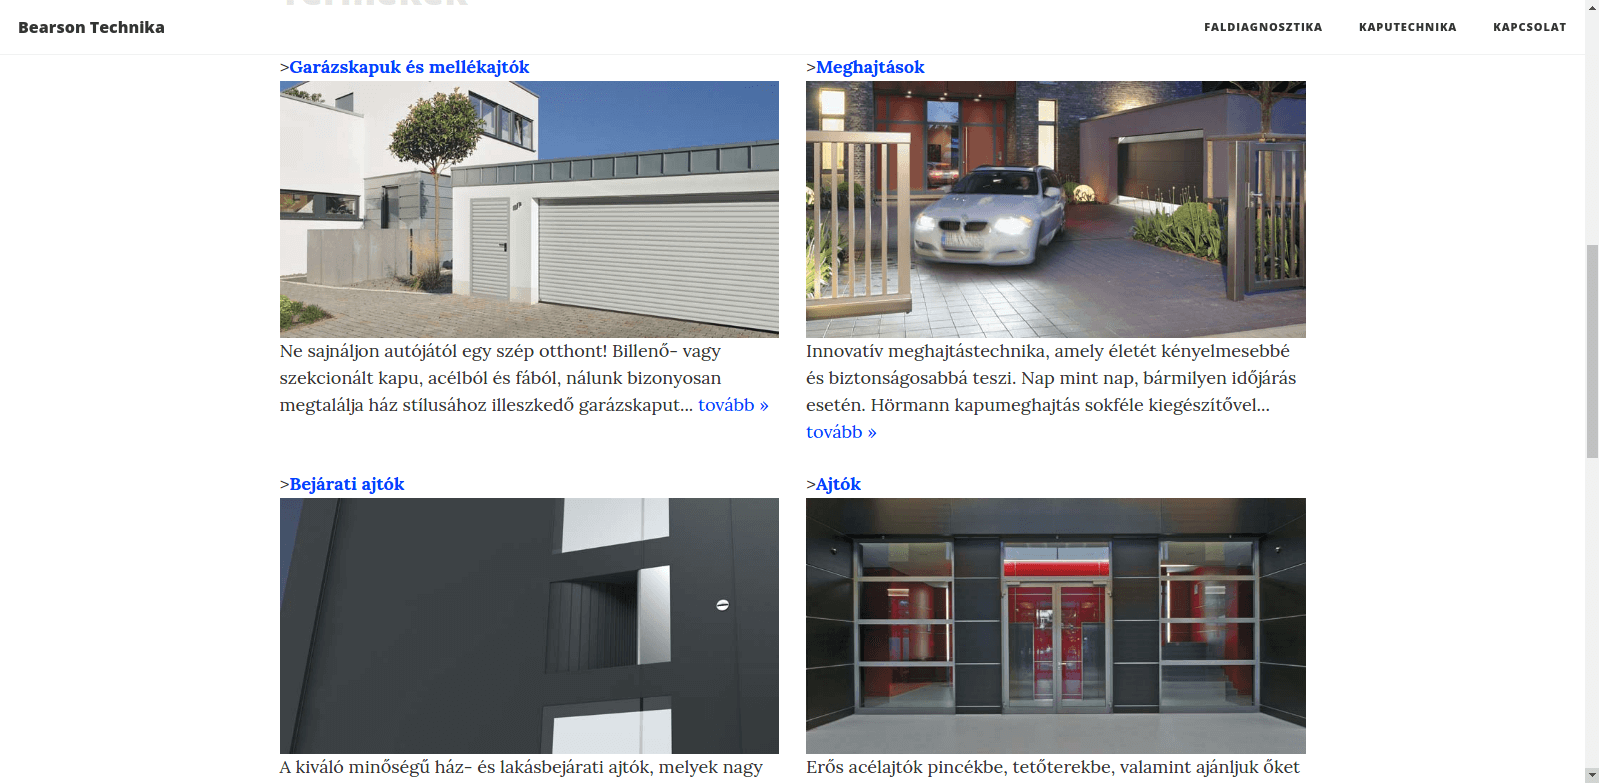 Bearson Technika
FALDIAGNOSZTIKA
KAPUTECHNIKA
KAPCSOLAT
>Garázskapuk és mellékajtók
Ne sajnáljon autójától egy szép otthont! Billenő- vagy
szekcionált kapu, acélból és fából, nálunk bizonyosan
megtalálja ház stílusához illeszkedő garázskaput... tovább »
>Meghajtások
Innovatív meghajtástechnika, amely életét kényelmesebbé
és biztonságosabbá teszi. Nap mint nap, bármilyen időjárás
esetén. Hörmann kapumeghajtás sokféle kiegészítővel...
tovább »
>Bejárati ajtók
A kiváló minőségű ház- és lakásbejárati ajtók, melyek nagy
>Ajtók
Erős acélajtók pincékbe, tetőterekbe, valamint ajánljuk őket